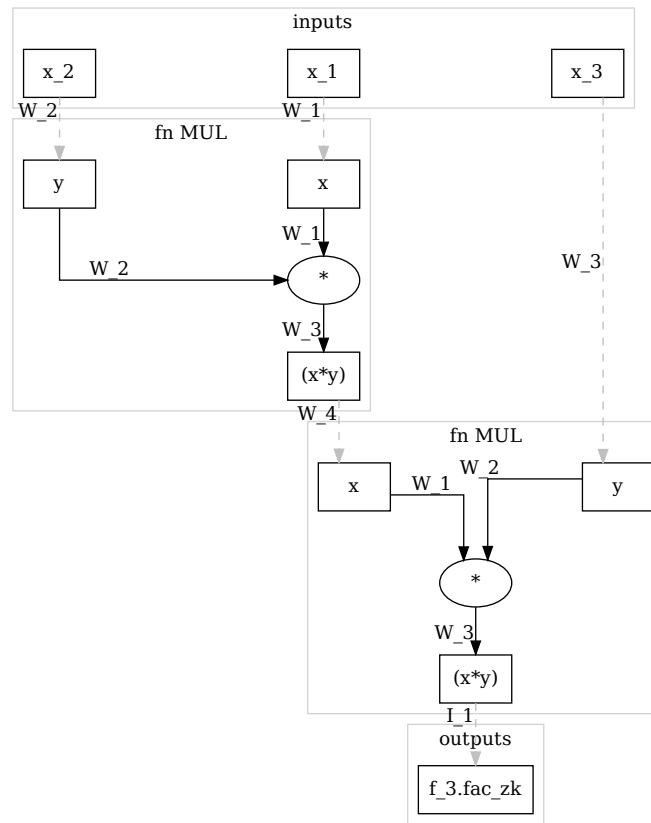 inputs
x_2
x_1
x_3
W_2
W_1
fn MUL
y
x
W_1
W_2
W_3
*
W_3
(x*y)
W_4
fn MUL
W_2
x
W_1
y
*
W_3
(x*y)
I_1
outputs
f_3.fac_zk